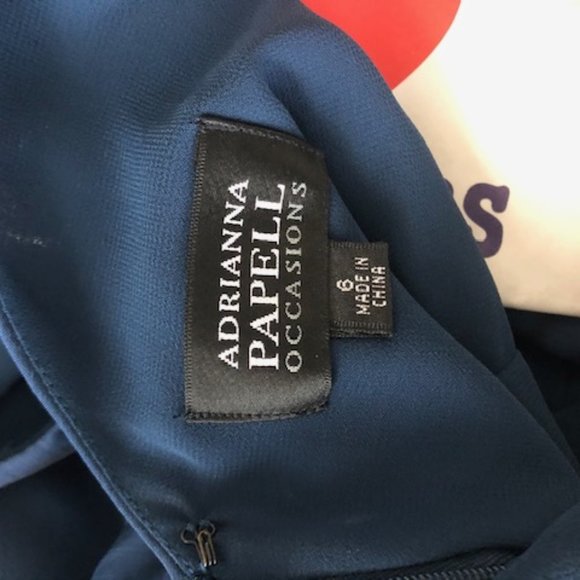 ADRIANNA
PAPELL
OCCASIONS
6
MADE IN
CHINA